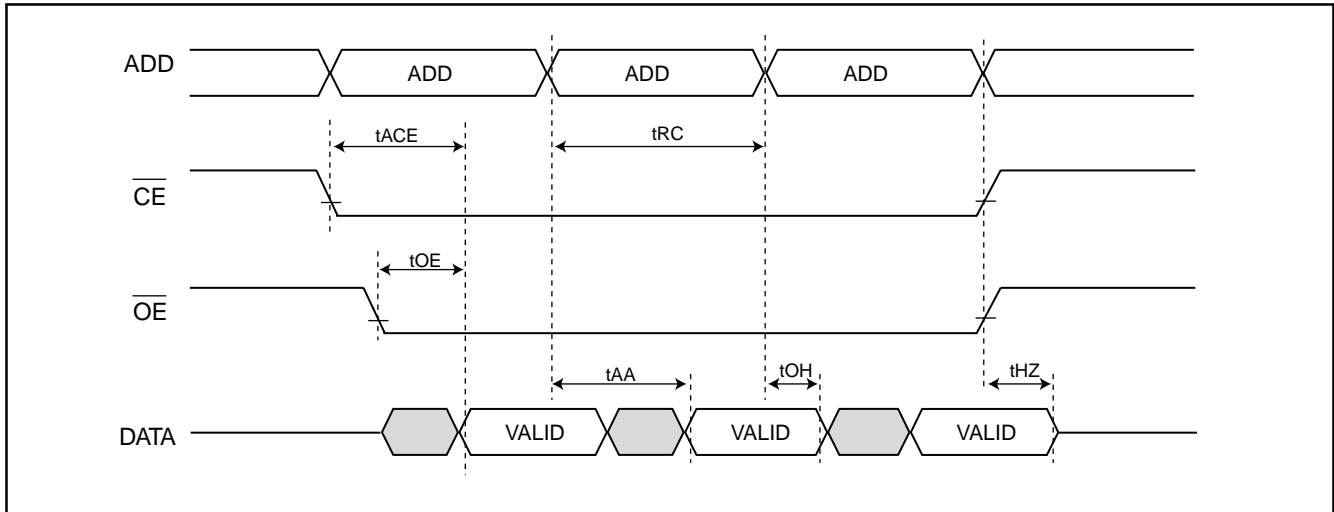 ADD ADD ADD ADD
tACE tRC
CE
tOE
OE
tAA tOH tHZ
DATA VALID VALID VALID